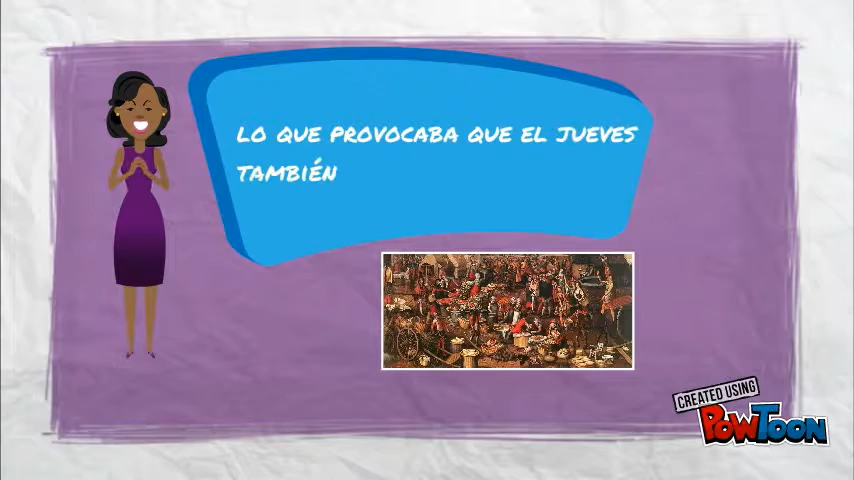 LO QUE PROVOCABA QUE EL JUEVES
TAMBIÉN
CREATED USING
POWTOON